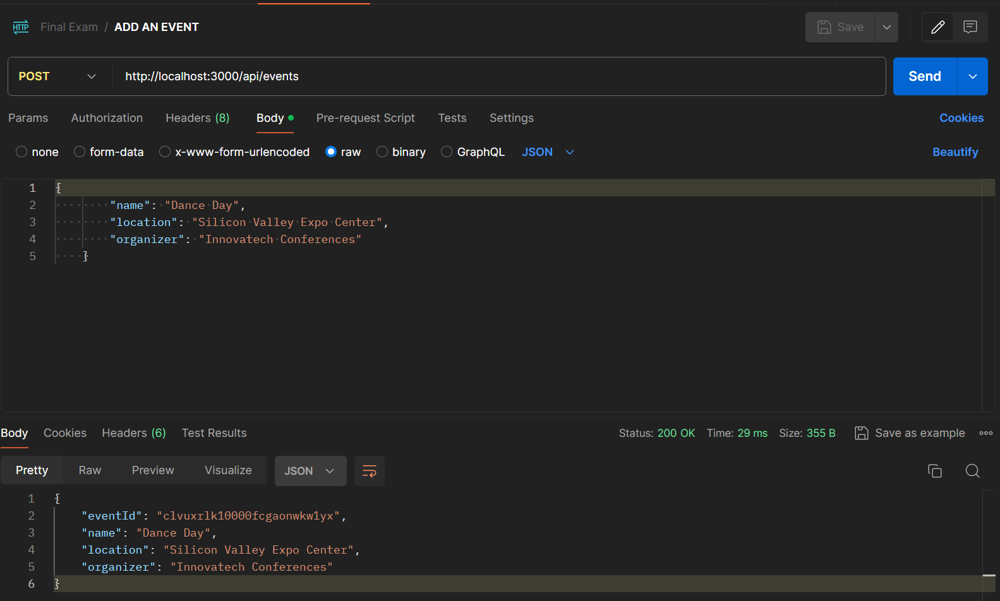 HTTP Final Exam / ADD AN EVENT Save
POST http://localhost:3000/api/events Send
Params Authorization Headers (8) Body Pre-request Script Tests Settings Cookies
none form-data x-www-form-urlencoded raw binary GraphQL JSON Beautify
1 {
2 "name": "Dance Day",
3 "location": "Silicon Valley Expo Center",
4 "organizer": "Innovatech Conferences"
5 }
Body Cookies Headers (6) Test Results Status: 200 OK Time: 29 ms Size: 355 B Save as example
Pretty Raw Preview Visualize JSON
1 {
2 "eventId": "clvuxrlk10000fcgaonwkw1yx",
3 "name": "Dance Day",
4 "location": "Silicon Valley Expo Center",
5 "organizer": "Innovatech Conferences"
6 }